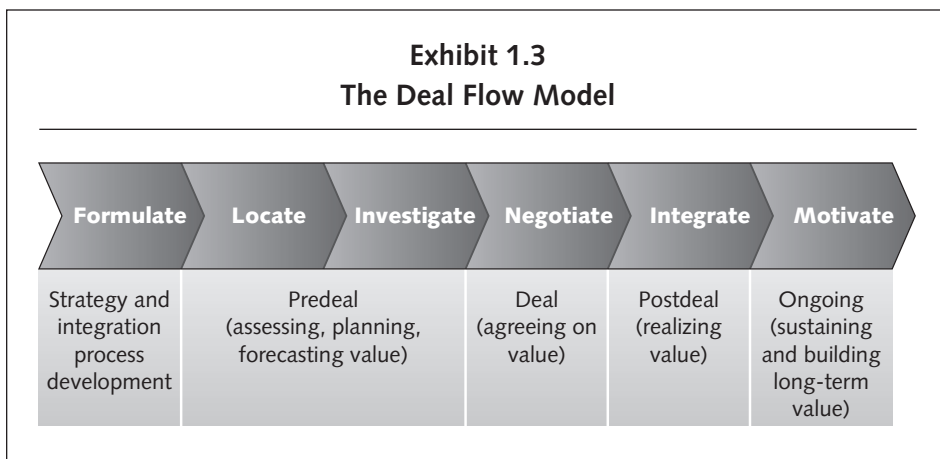 Exhibit 1.3
The Deal Flow Model
Formulate
Locate
Investigate
Negotiate
Integrate
Motivate
Strategy and
integration
process
development
Predeal
(assessing, planning,
forecasting value)
Deal
(agreeing on
value)
Postdeal
(realizing
value)
Ongoing
(sustaining
and building
long-term
value)